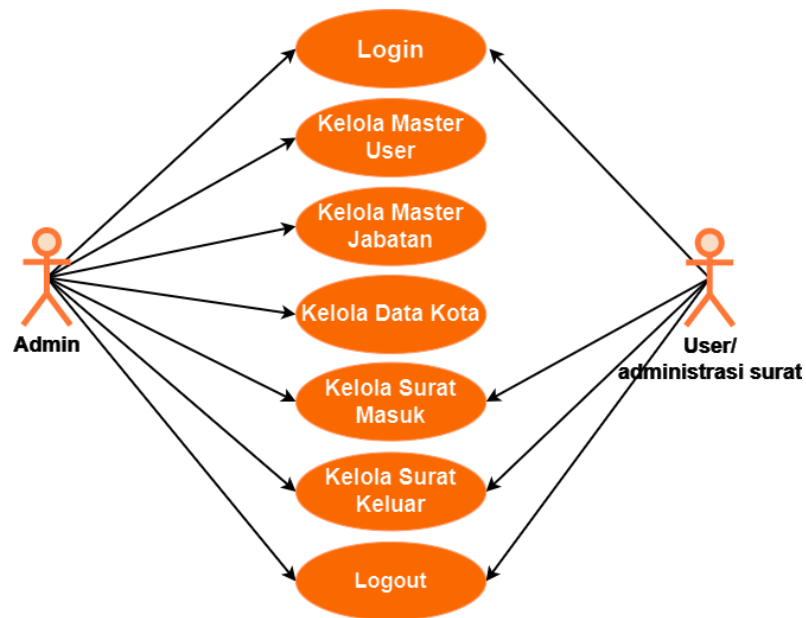 Login
Kelola Master
User
Kelola Master
Jabatan
Kelola Data Kota
Admin
User/
administrasi surat
Kelola Surat
Masuk
Kelola Surat
Keluar
Logout